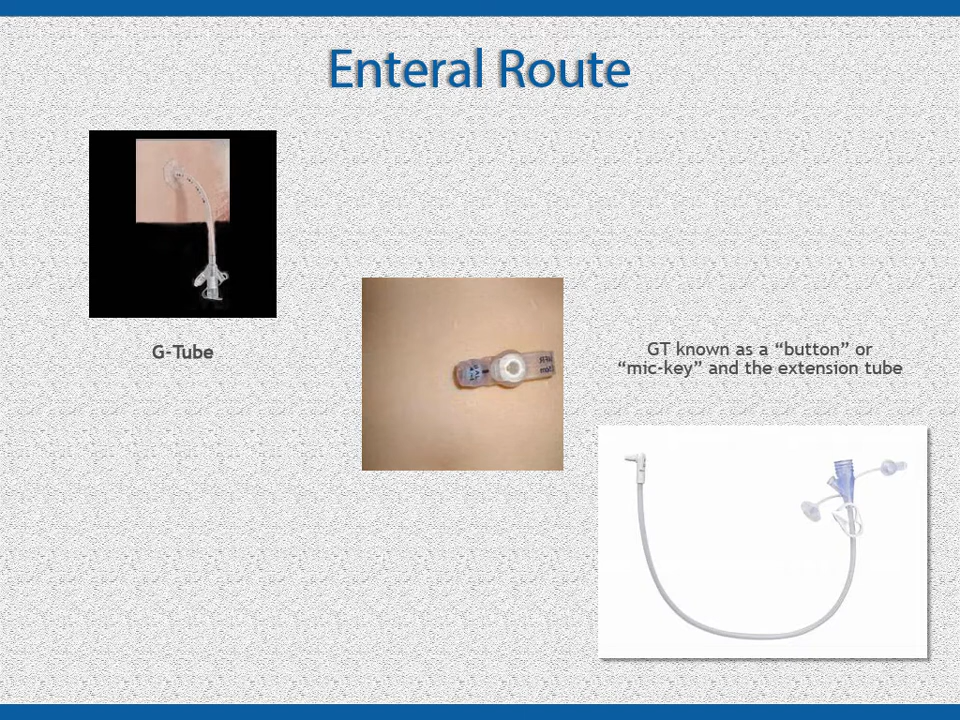 Enteral Route
G-Tube
GT known as a “button” or
“mic-key” and the extension tube